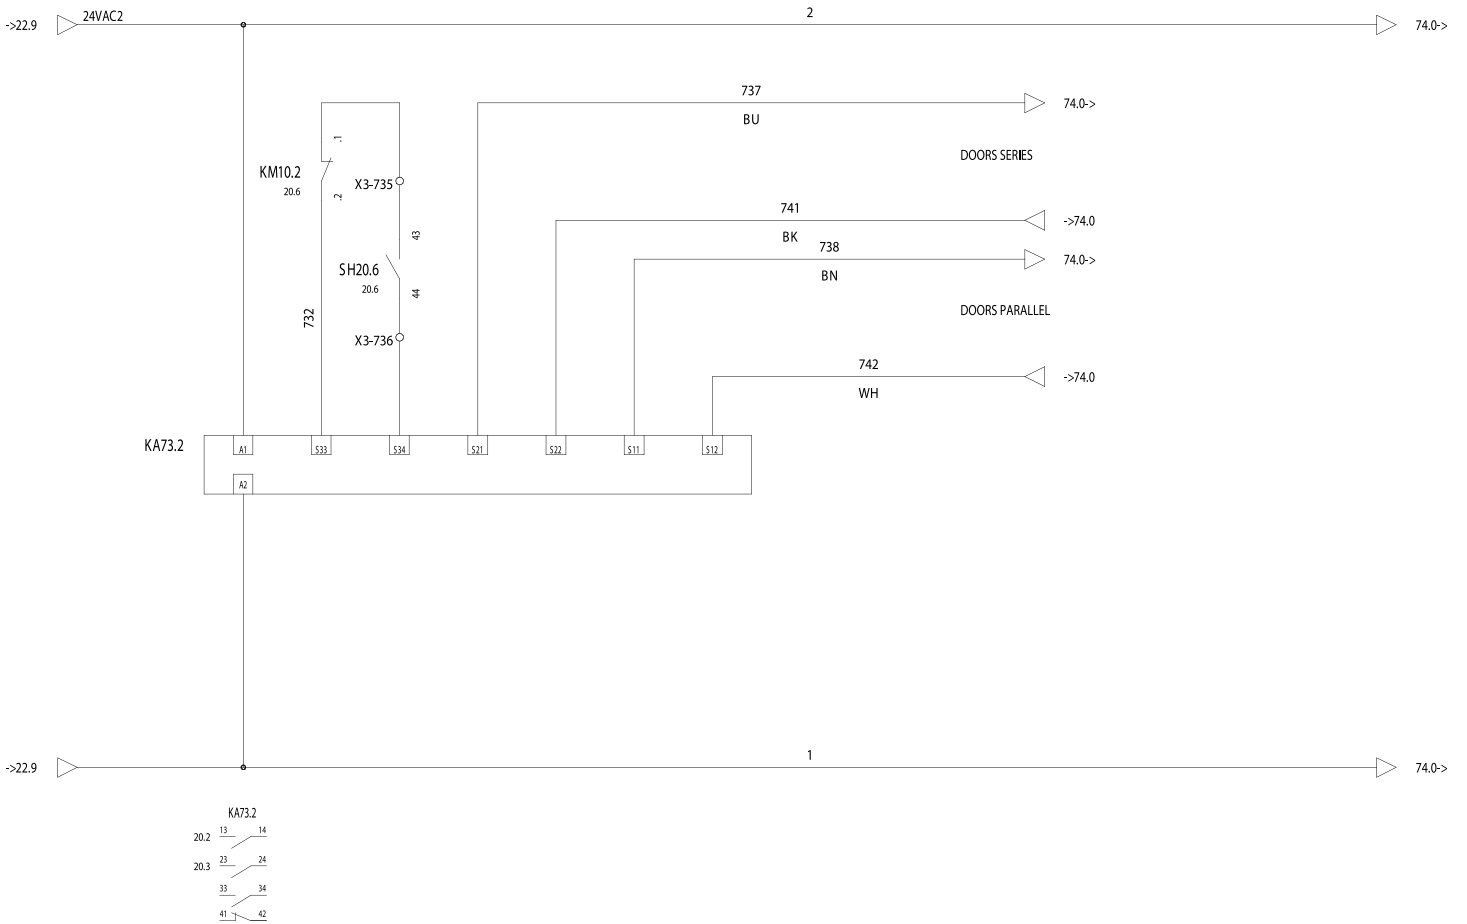 ->22.9 24VAC2 2 74.0->
737 74.0->
BU
.1
DOORS SERIES
KM10.2
20.6
X3-735
.2
741 ->74.0
BK
43
738 74.0->
BN
SH20.6
20.6
44
732
DOORS PARALLEL
X3-736
742 ->74.0
WH
KA73.2
A1 S33 S34 S21 S22 S11 S12
A2
->22.9 1 74.0->
KA73.2
20.2 13 14
20.3 23 24
33 34
41 42